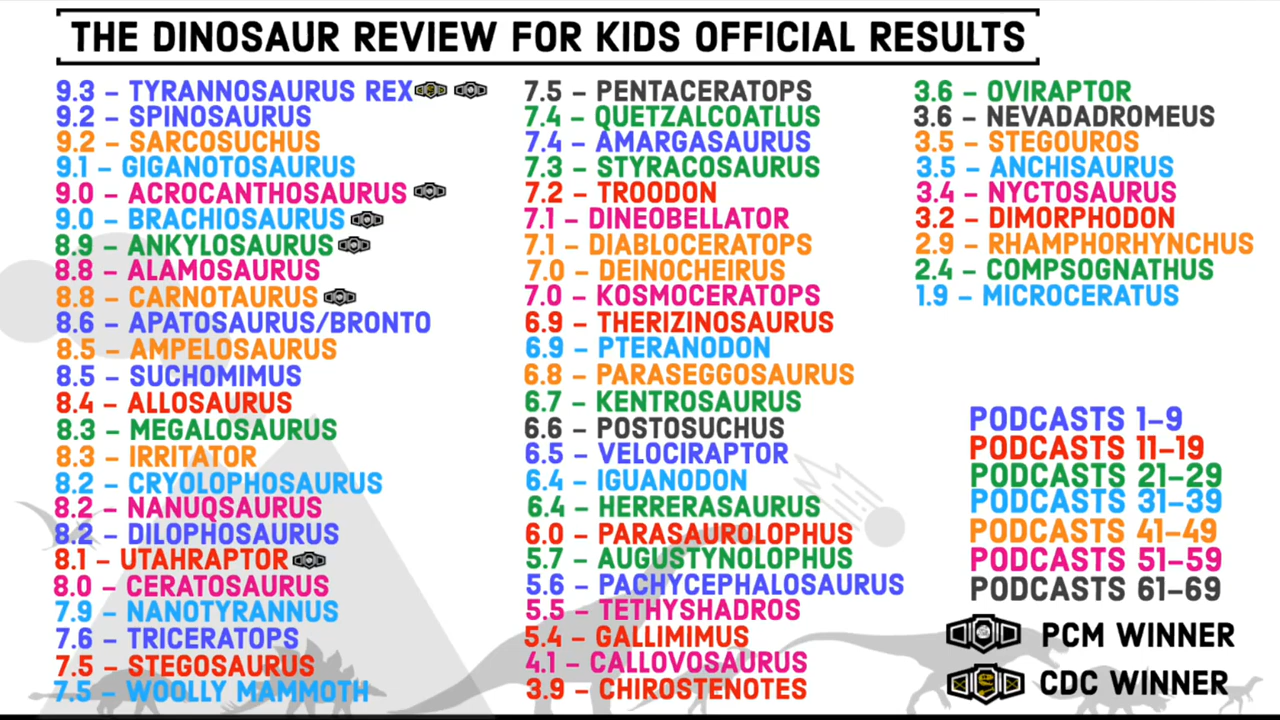 THE DINOSAUR REVIEW FOR KIDS OFFICIAL RESULTS
9.3 – TYRANNOSAURUS REX
9.2 – SPINOSAURUS
9.2 – SARCOSUCHUS
9.1 – GIGANOTOSAURUS
9.0 – ACROCANTHOSAURUS
9.0 – BRACHIOSAURUS
8.9 – ANKYLOSAURUS
8.8 – ALAMOSAURUS
8.8 – CARNOTAURUS
8.6 – APATOSAURUS/BRONTO
8.5 – AMPELOSAURUS
8.5 – SUCHOMIMUS
8.4 – ALLOSAURUS
8.3 – MEGALOSAURUS
8.3 – IRRITATOR
8.2 – CRYOLOPHOSAURUS
8.2 – NANUQSAURUS
8.2 – DILOPHOSAURUS
8.1 – UTAHRAPTOR
8.0 – CERATOSAURUS
7.9 – NANOTYRANNUS
7.6 – TRICERATOPS
7.5 – STEGOSAURUS
7.5 – WOOLLY MAMMOTH
7.5 – PENTACERATOPS
7.4 – QUETZALCOATLUS
7.4 – AMARGASAURUS
7.3 – STYRACOSAURUS
7.2 – TROODON
7.1 – DINEOBELLATOR
7.1 – DIABLOCERATOPS
7.0 – DEINOCHEIRUS
7.0 – KOSMOCERATOPS
6.9 – THERIZINOSAURUS
6.9 – PTERANODON
6.8 – PARASEGGOSAURUS
6.7 – KENTROSAURUS
6.6 – POSTOSUCHUS
6.5 – VELOCIRAPTOR
6.4 – IGUANODON
6.4 – HERRERASAURUS
6.0 – PARASAUROLOPHUS
5.7 – AUGUSTYNOLOPHUS
5.6 – PACHYCEPHALOSAURUS
5.5 – TETHYSHADROS
5.4 – GALLIMIMUS
4.1 – CALLOVOSAURUS
3.9 – CHIROSTENOTES
3.6 – OVIRAPTOR
3.6 – NEVADADROMEUS
3.5 – STEGOUROS
3.5 – ANCHISAURUS
3.4 – NYCTOSAURUS
3.2 – DIMORPHODON
2.9 – RHAMPHORHYNCHUS
2.4 – COMPSOGNATHUS
1.9 – MICROCERATUS
PODCASTS 1–9
PODCASTS 11–19
PODCASTS 21–29
PODCASTS 31–39
PODCASTS 41–49
PODCASTS 51–59
PODCASTS 61–69
PCM WINNER
CDC WINNER